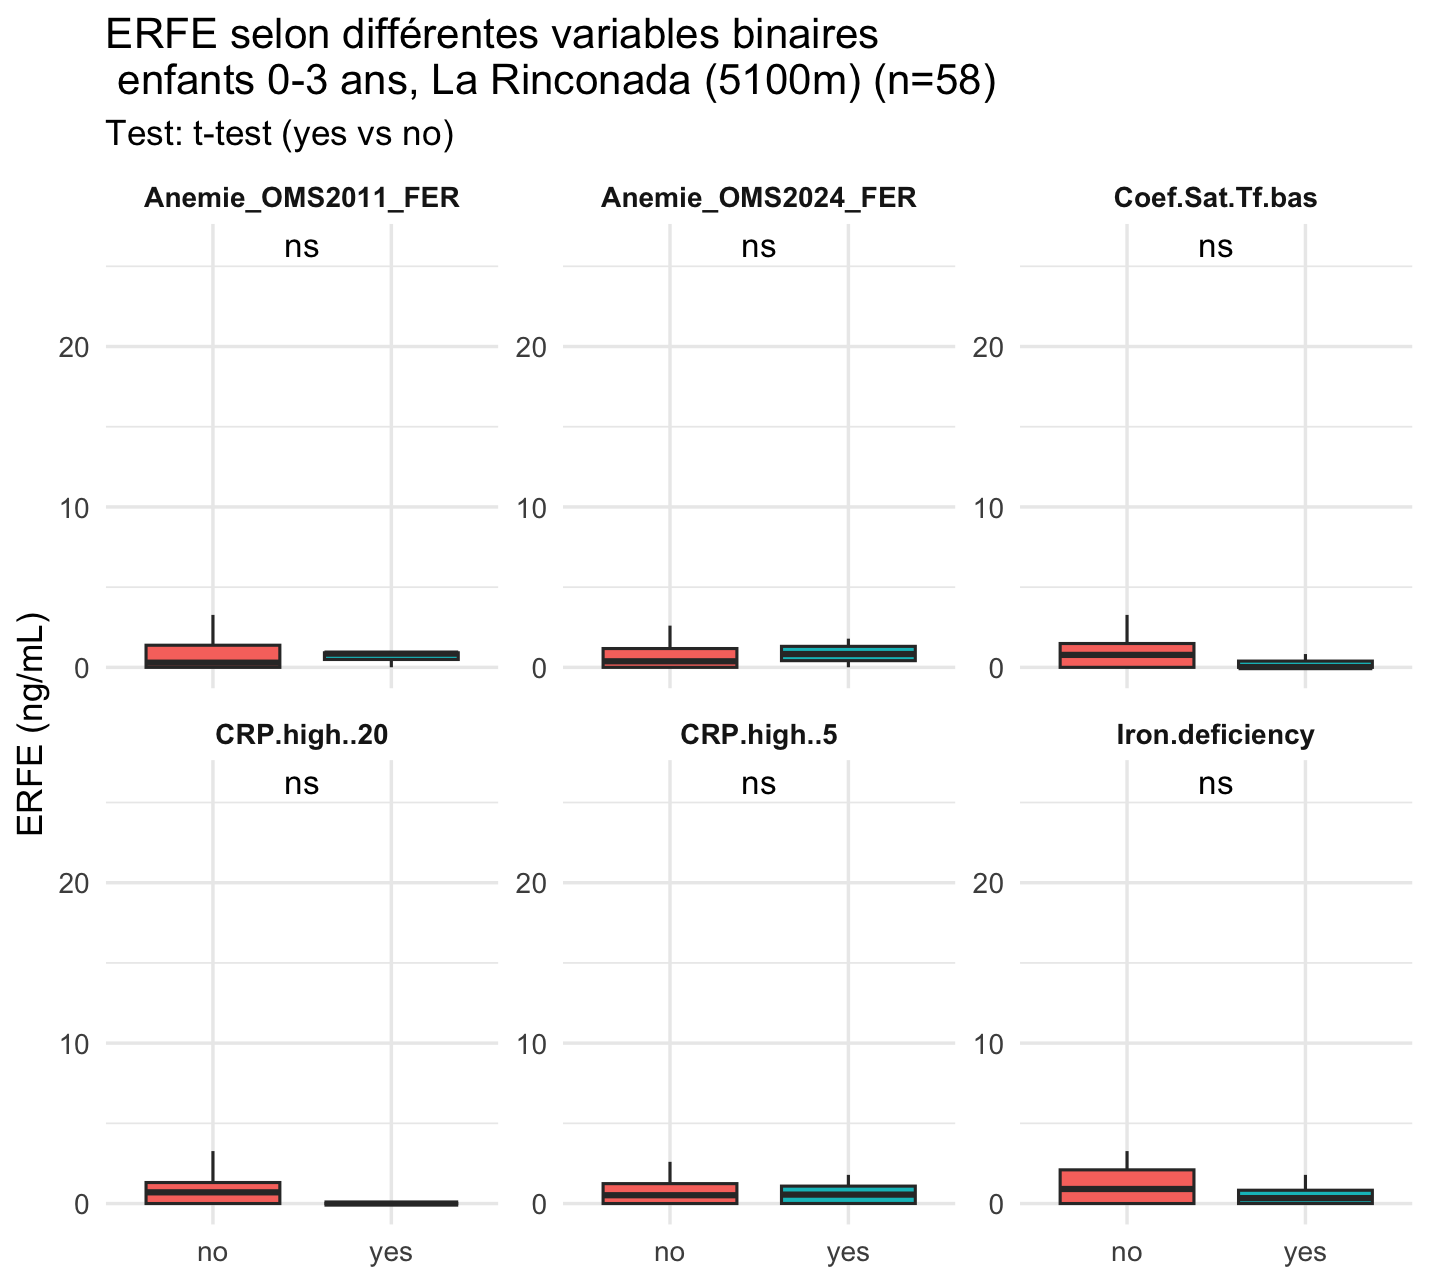 ERFE selon différentes variables binaires
enfants 0-3 ans, La Rinconada (5100m) (n=58)
Test: t-test (yes vs no)
Anemie_OMS2011_FER
Anemie_OMS2024_FER
Coef.Sat.Tf.bas
ns
ns
ns
20
20
20
10
10
10
0
0
0
ERFE (ng/mL)
CRP.high..20
CRP.high..5
Iron.deficiency
ns
ns
ns
20
20
20
10
10
10
0
0
0
no
yes
no
yes
no
yes